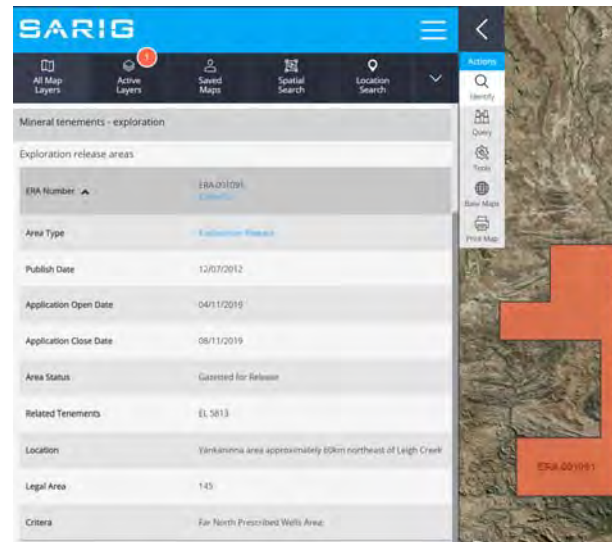 SARIG
All Map
Layers
1
Active
Layers
Saved
Maps
Spatial
Search
Location
Search
Actions
Identify
Query
Tools
Base Maps
Print Map
Mineral tenements - exploration
Exploration release areas
ERA Number
Area Type
Publish Date 12/07/2012
Application Open Date 04/11/2019
Application Close Date 08/11/2019
Area Status Gazetted for Release
Related Tenements EL 5813
Location Yankaninna area approximately 60km northeast of Leigh Creek
Legal Area 145
Critera Far North Prescribed Wells Area;
ERA 001091